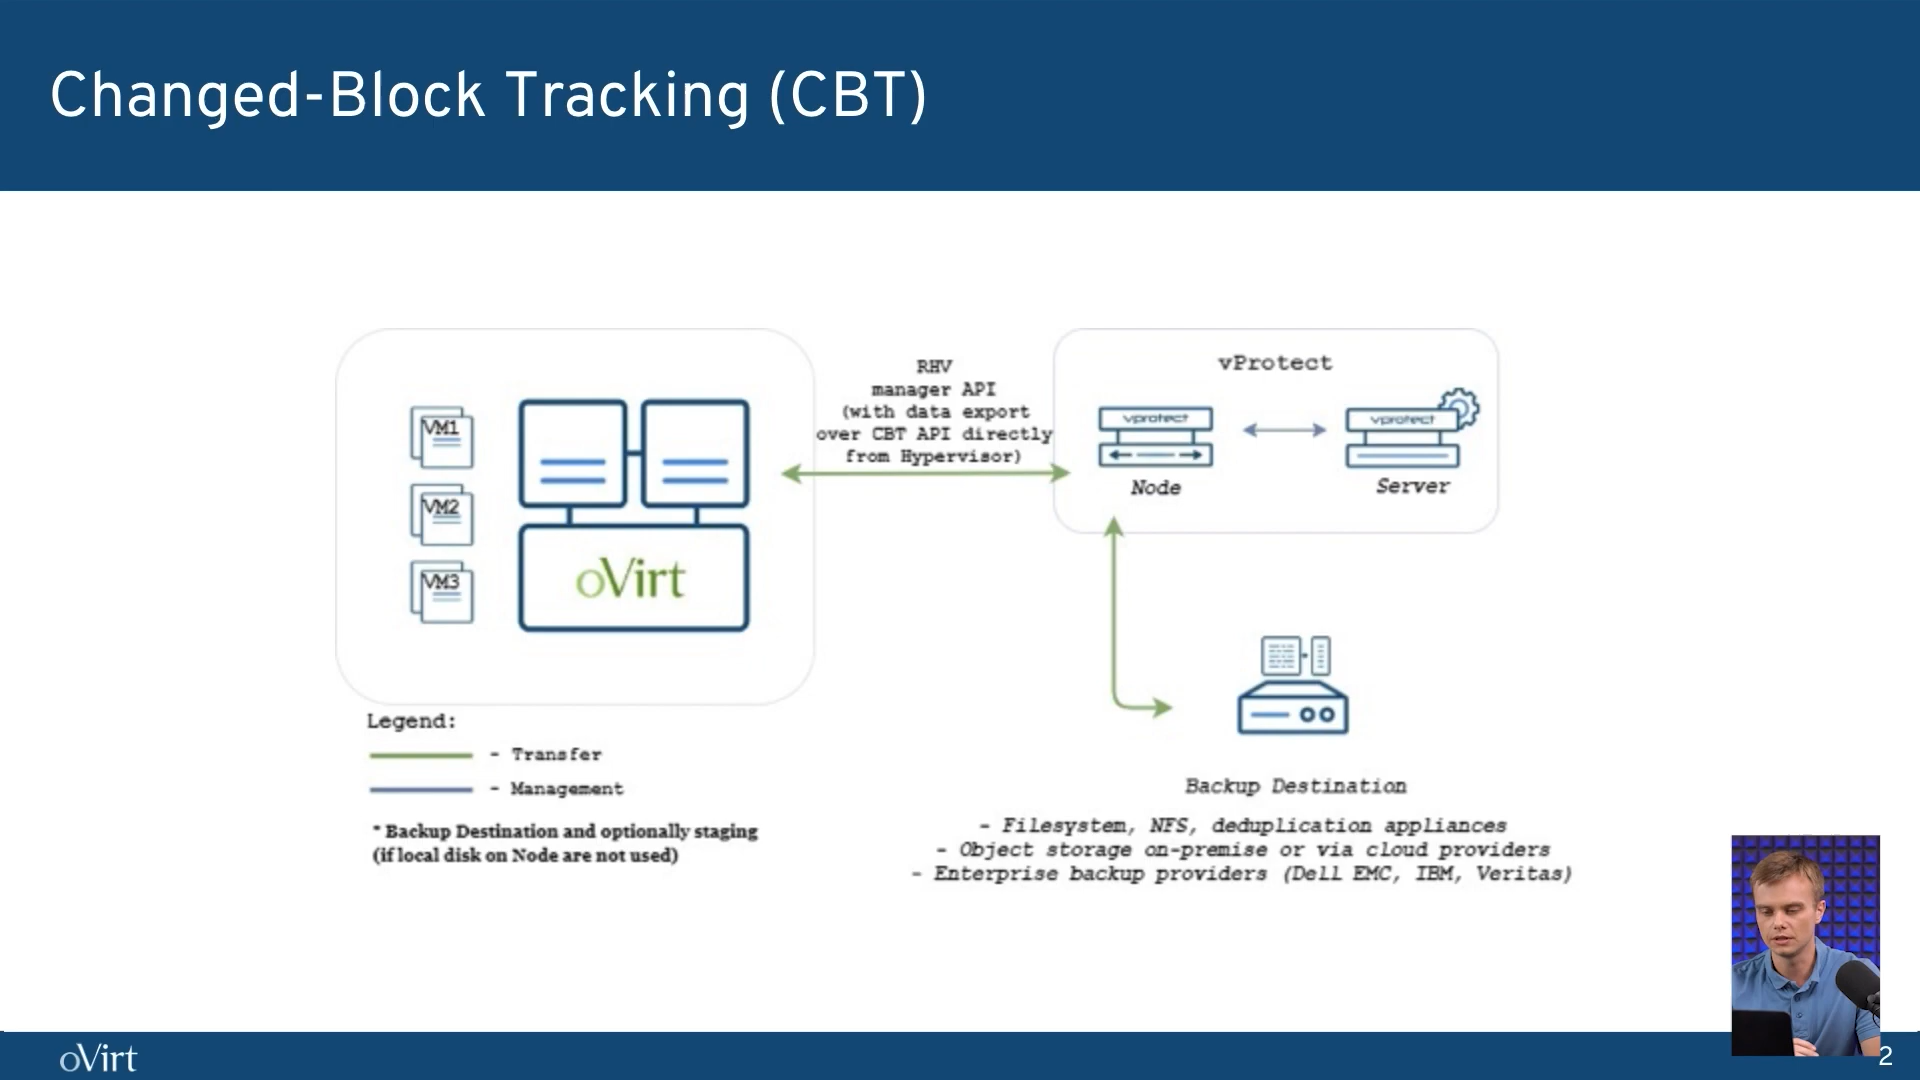 Changed-Block Tracking (CBT)
VM1
VM2
VM3
oVirt
RHV
manager API
(with data export
over CBT API directly
from Hypervisor)
vProtect
vprotect
vprotect
Node
Server
Legend:
- Transfer
- Management
* Backup Destination and optionally staging
(if local disk on Node are not used)
Backup Destination
- Filesystem, NFS, deduplication appliances
- Object storage on-premise or via cloud providers
- Enterprise backup providers (Dell EMC, IBM, Veritas)
oVirt
2